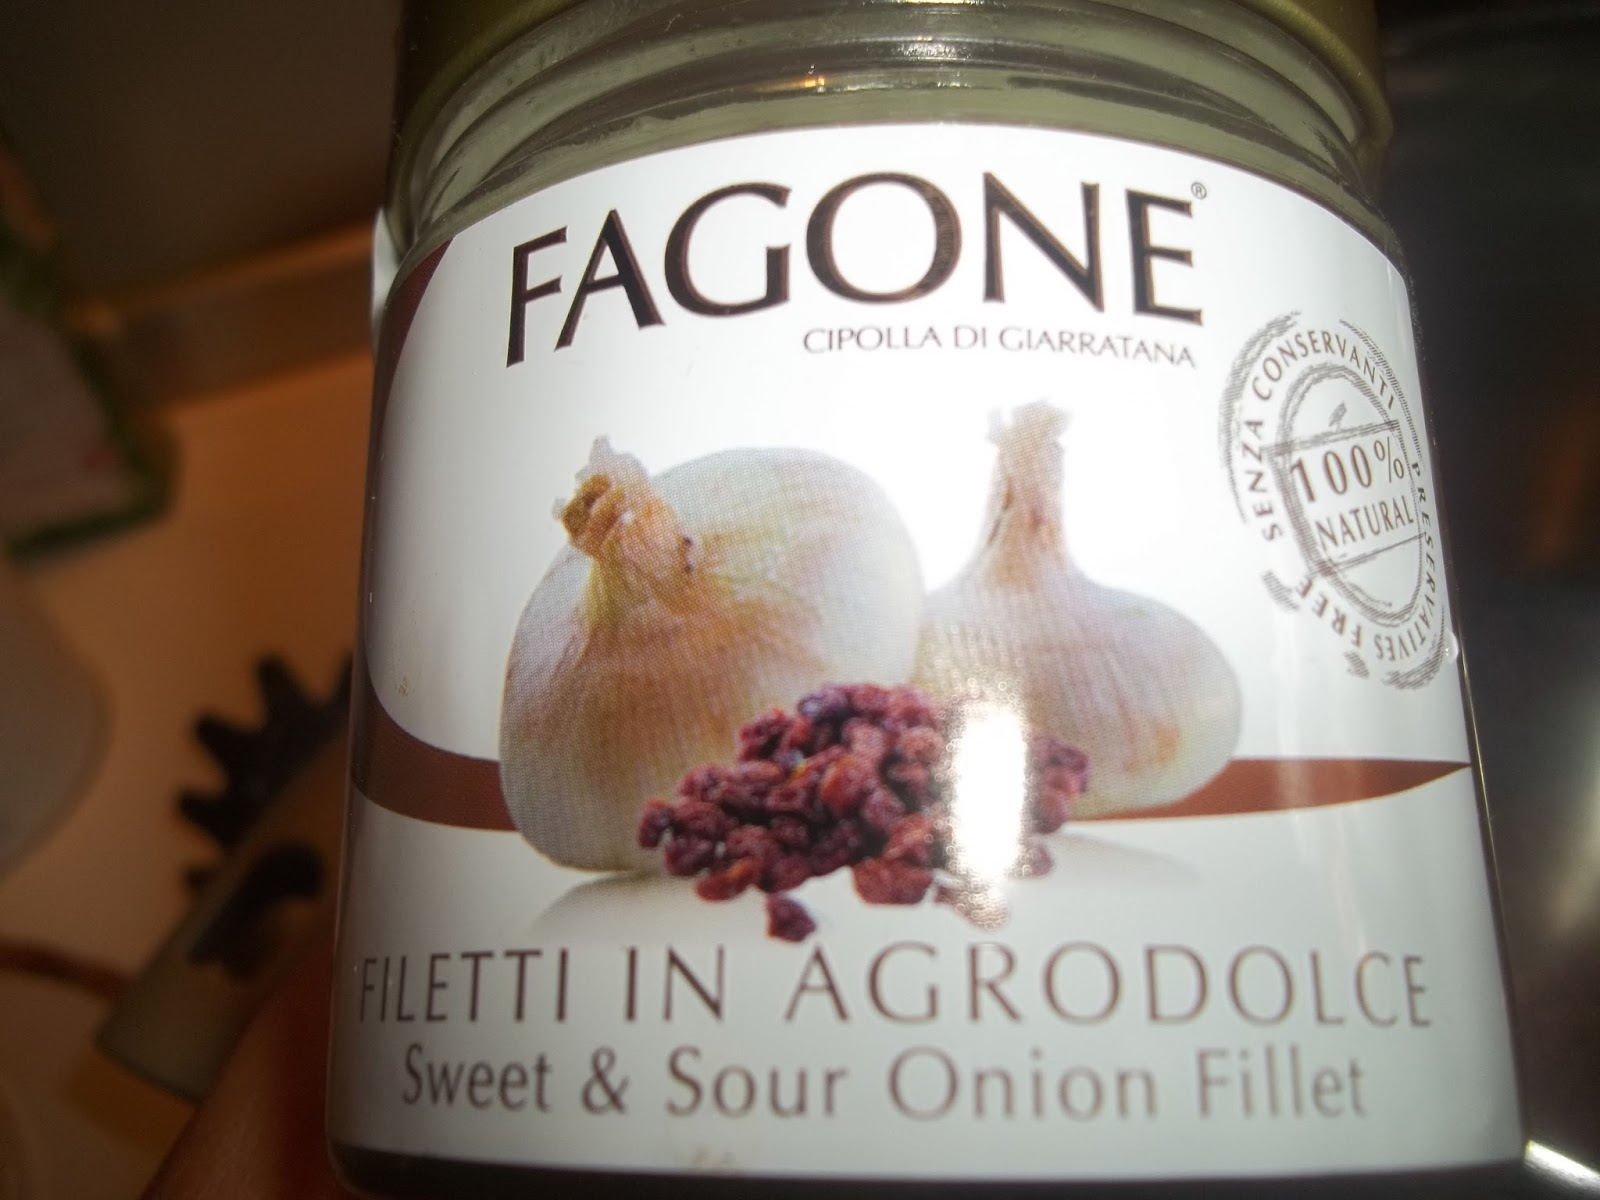 FAGONE®
CIPOLLA DI GIARRATANA
SENZA CONSERVANTI
100%
NATURAL
PRESERVATIVES FREE
FILETTI IN AGRODOLCE
Sweet & Sour Onion Fillet